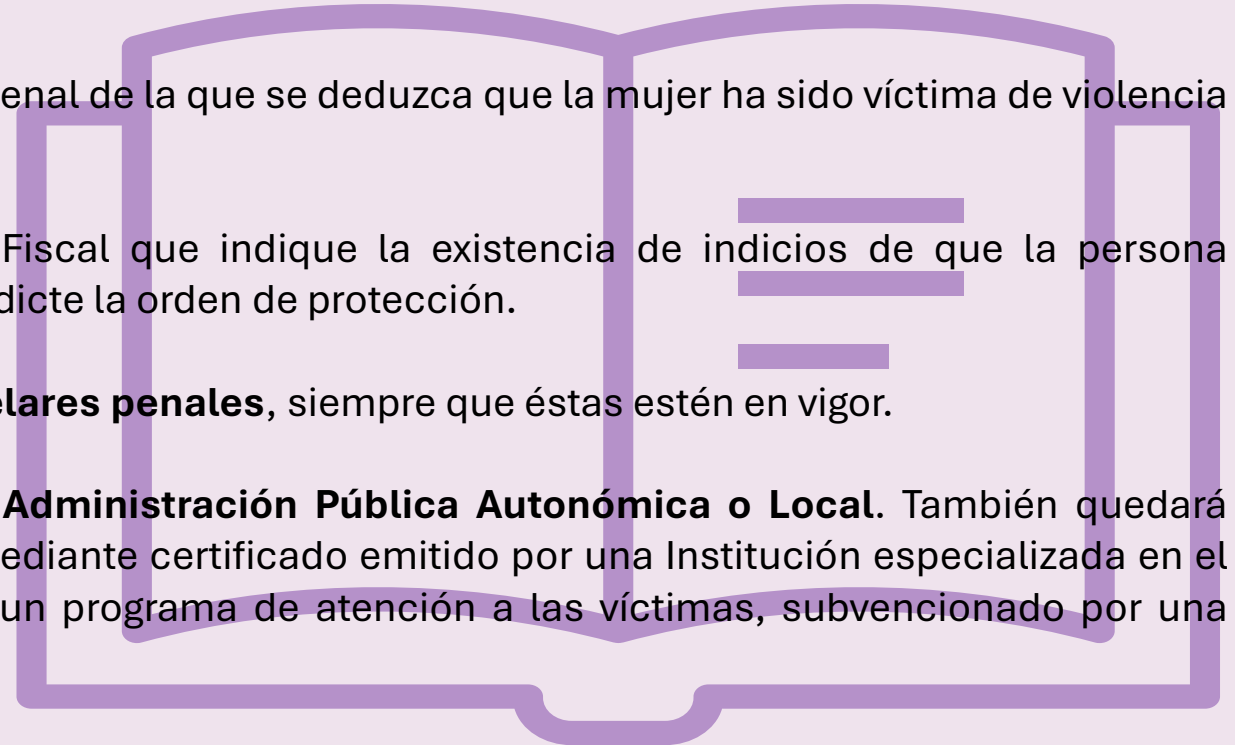 enal de la que se deduzca que la mujer ha sido víctima de violencia
Fiscal que indique la existencia de indicios de que la persona
dicte la orden de protección.
elares penales, siempre que éstas estén en vigor.
Administración Pública Autonómica o Local. También quedará
ediante certificado emitido por una Institución especializada en el
un programa de atención a las víctimas, subvencionado por una